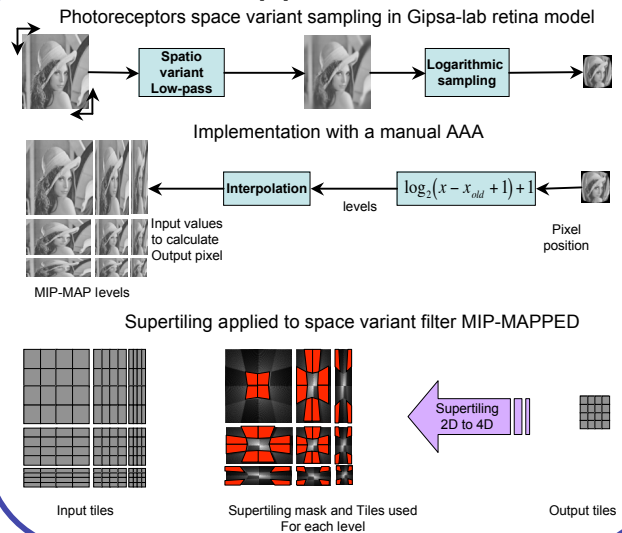 Photoreceptors space variant sampling in Gipsa-lab retina model
Spatio
variant
Low-pass
Logarithmic
sampling
Implementation with a manual AAA
Interpolation
levels
log₂(x − x_old + 1) + 1
Input values
to calculate
Output pixel
Pixel
position
MIP-MAP levels
Supertiling applied to space variant filter MIP-MAPPED
Supertiling
2D to 4D
Input tiles
Supertiling mask and Tiles used
For each level
Output tiles